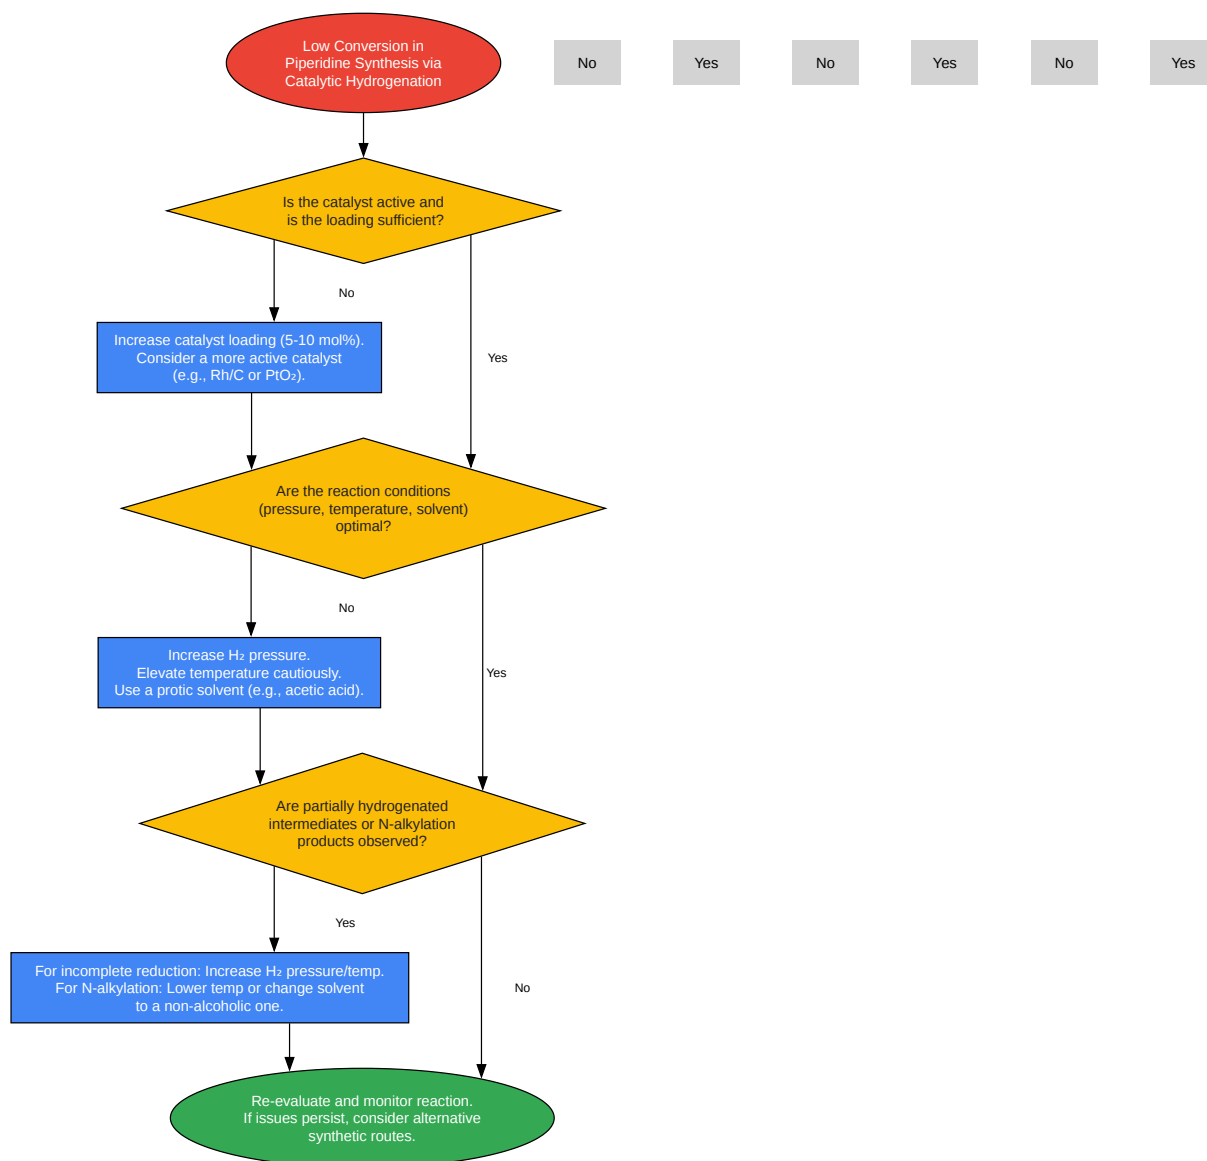 Low Conversion in
Piperidine Synthesis via
Catalytic Hydrogenation
No
Yes
No
Yes
No
Yes
Is the catalyst active and
is the loading sufficient?
No
Yes
Increase catalyst loading (5-10 mol%).
Consider a more active catalyst
(e.g., Rh/C or PtO₂).
Are the reaction conditions
(pressure, temperature, solvent)
optimal?
No
Yes
Increase H₂ pressure.
Elevate temperature cautiously.
Use a protic solvent (e.g., acetic acid).
Are partially hydrogenated
intermediates or N-alkylation
products observed?
Yes
No
For incomplete reduction: Increase H₂ pressure/temp.
For N-alkylation: Lower temp or change solvent
to a non-alcoholic one.
Re-evaluate and monitor reaction.
If issues persist, consider alternative
synthetic routes.